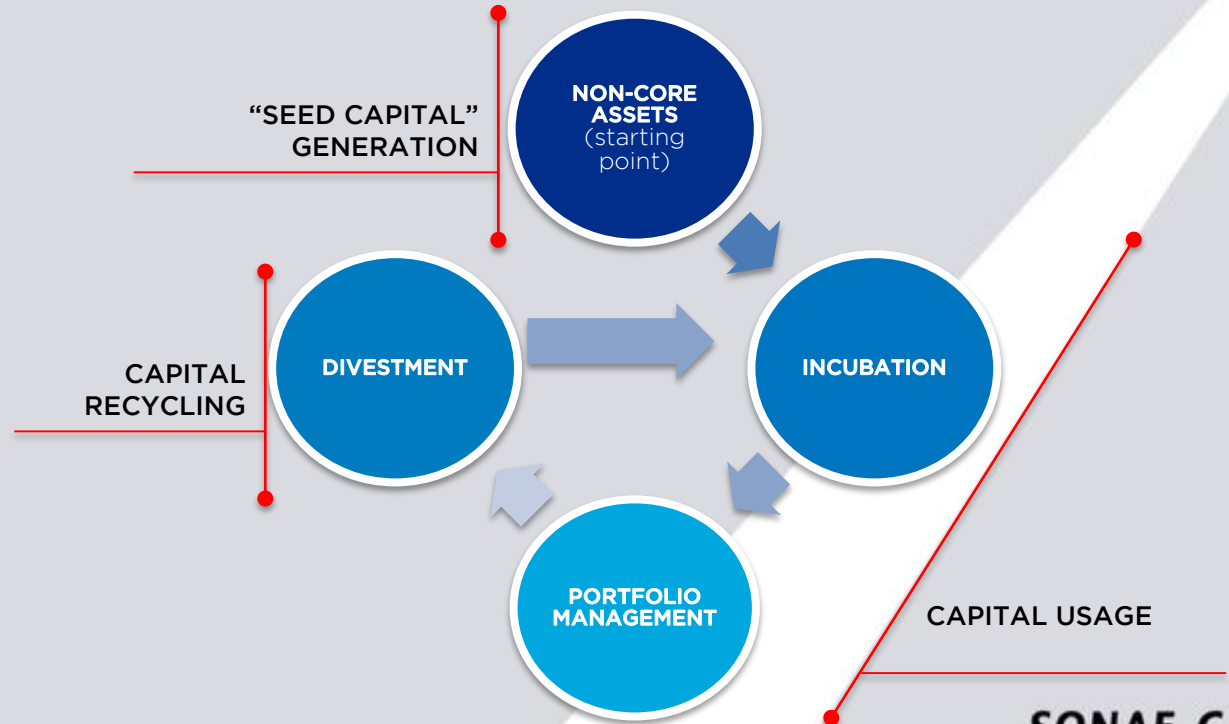 NON-CORE
ASSETS
(starting
point)
“SEED CAPITAL”
GENERATION
DIVESTMENT
INCUBATION
CAPITAL
RECYCLING
PORTFOLIO
MANAGEMENT
CAPITAL USAGE